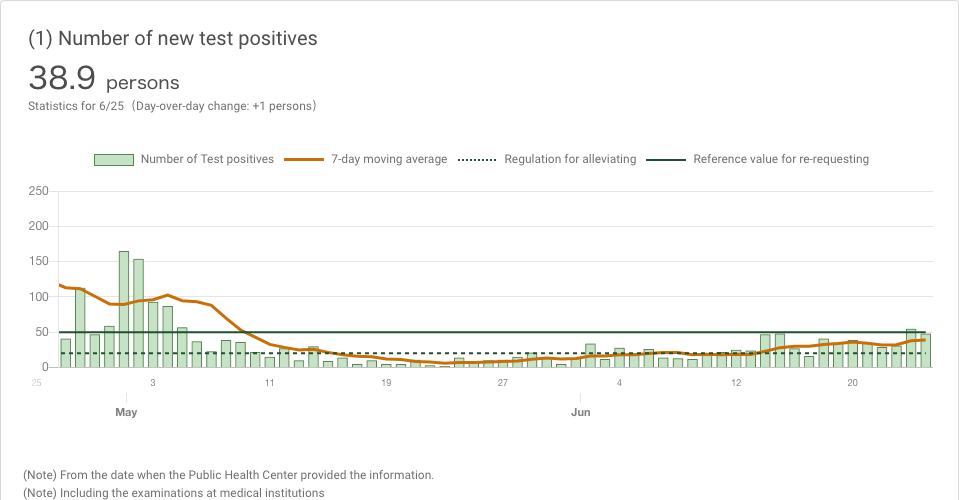 (1) Number of new test positives
38.9 persons
Statistics for 6/25（Day-over-day change: +1 persons）
Number of Test positives 7-day moving average Regulation for alleviating Reference value for re-requesting
250
200
150
100
50
0
25 3 11 19 27 4 12 20
May Jun
(Note) From the date when the Public Health Center provided the information.
(Note) Including the examinations at medical institutions